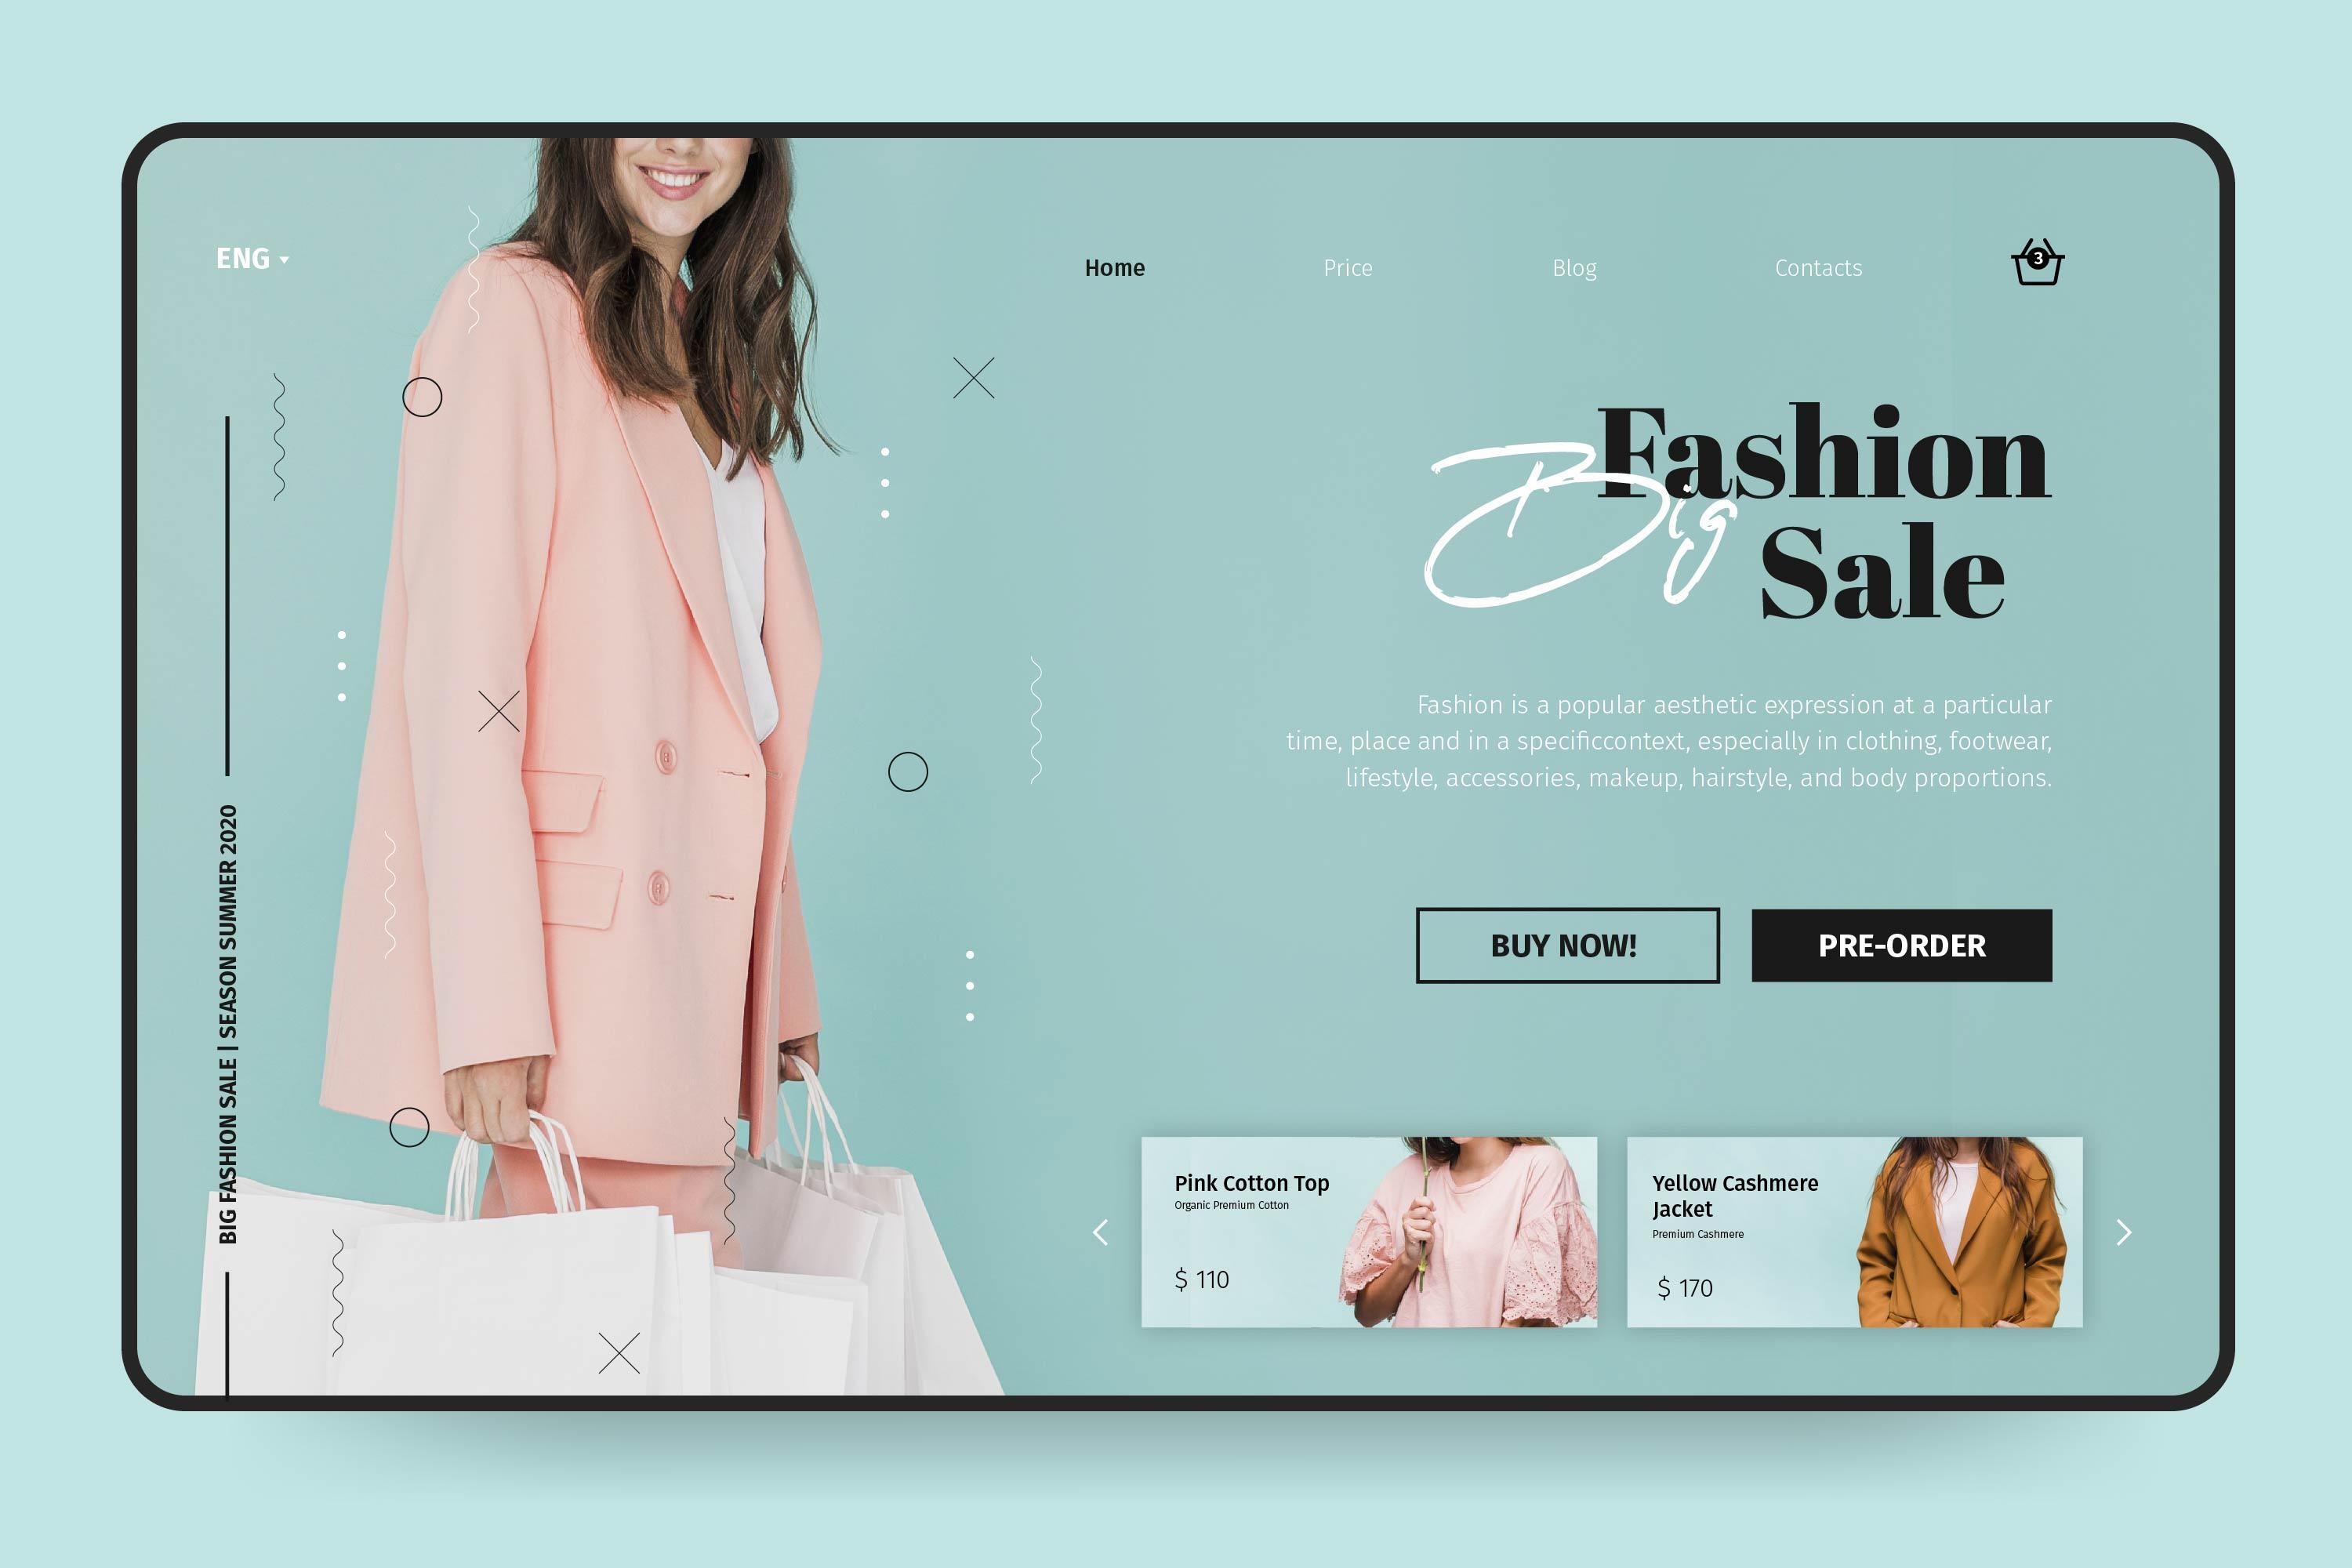 ENG
Home
Price
Blog
Contacts
3
Fashion
Big
Sale
Fashion is a popular aesthetic expression at a particular
time, place and in a specificcontext, especially in clothing, footwear,
lifestyle, accessories, makeup, hairstyle, and body proportions.
BUY NOW!
PRE-ORDER
BIG FASHION SALE | SEASON SUMMER 2020
Pink Cotton Top
Organic Premium Cotton
$ 110
Yellow Cashmere
Jacket
Premium Cashmere
$ 170